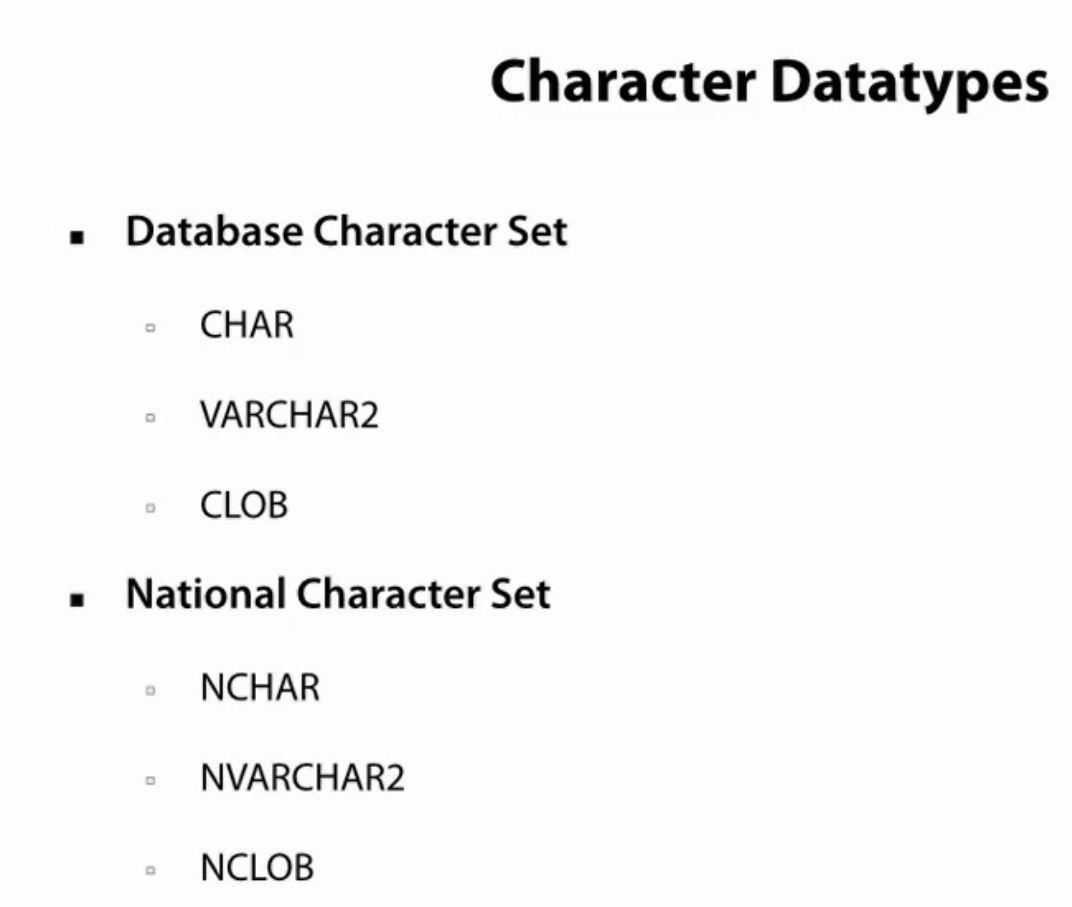 Character Datatypes
Database Character Set
CHAR
VARCHAR2
CLOB
National Character Set
NCHAR
NVARCHAR2
NCLOB